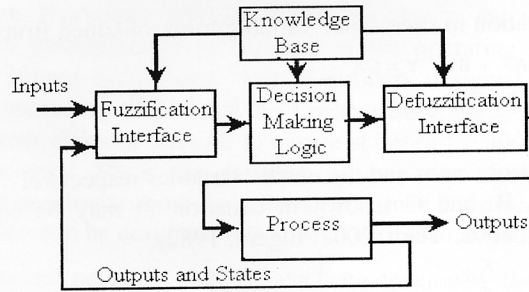 Knowledge
Base
Inputs
Fuzzification
Interface
Decision
Making
Logic
Defuzzification
Interface
Process
Outputs
Outputs and States